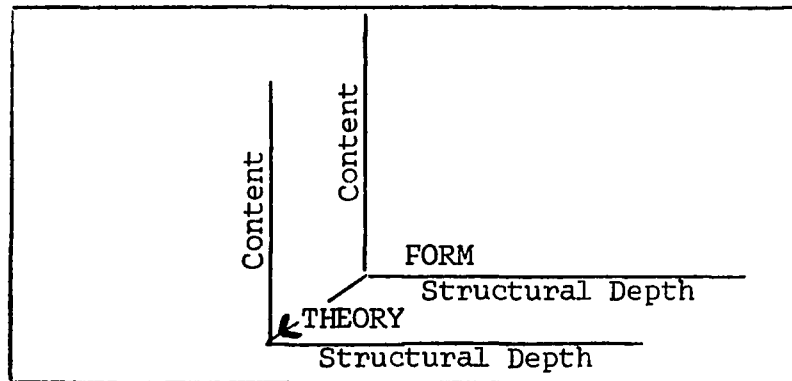 Content
Content
FORM
Structural Depth
THEORY
Structural Depth